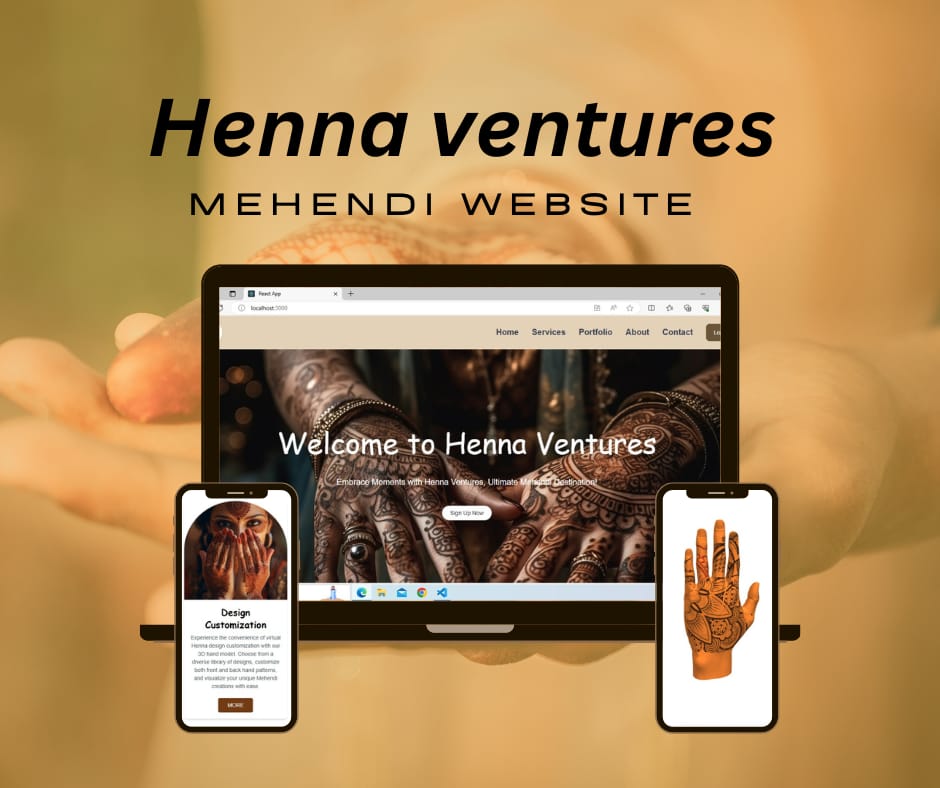 Henna ventures
MEHENDI WEBSITE
React App
localhost:3000
Home Services Portfolio About Contact
Welcome to Henna Ventures
Embrace Moments with Henna Ventures, Ultimate Mehendi Destination!
Sign Up Now
Design
Customization
Experience the convenience of virtual
Henna design customization with our
3D hand model. Choose from a
diverse library of designs, customize
both front and back hand patterns,
and visualize your unique Mehendi
creations with ease
MORE